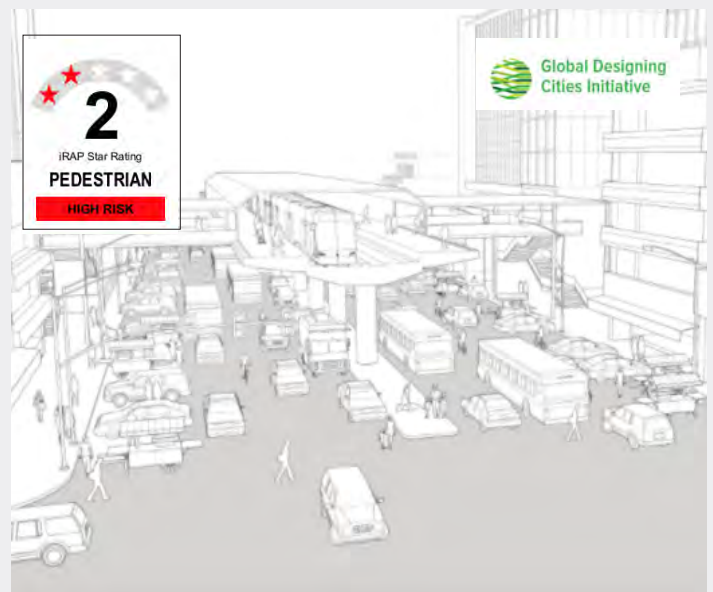 2
iRAP Star Rating
PEDESTRIAN
HIGH RISK
Global Designing
Cities Initiative